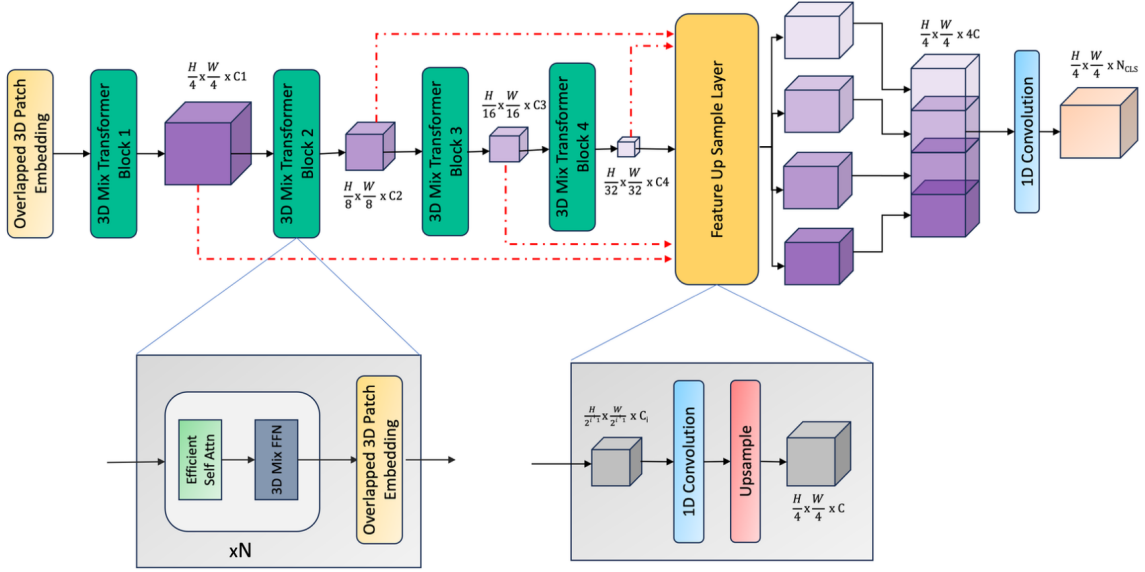 Overlapped 3D Patch
Embedding
3D Mix Transformer
Block 1
H/4 x W/4 x C1
3D Mix Transformer
Block 2
H/8 x W/8 x C2
3D Mix Transformer
Block 3
H/16 x W/16 x C3
3D Mix Transformer
Block 4
H/32 x W/32 x C4
Feature Up Sample Layer
H/4 x W/4 x 4C
1D Convolution
H/4 x W/4 x N_CLS
Efficient
Self Attn
3D Mix FFN
xN
Overlapped 3D Patch
Embedding
H/2^{i+1} x W/2^{i+1} x C_i
1D Convolution
Upsample
H/4 x W/4 x C